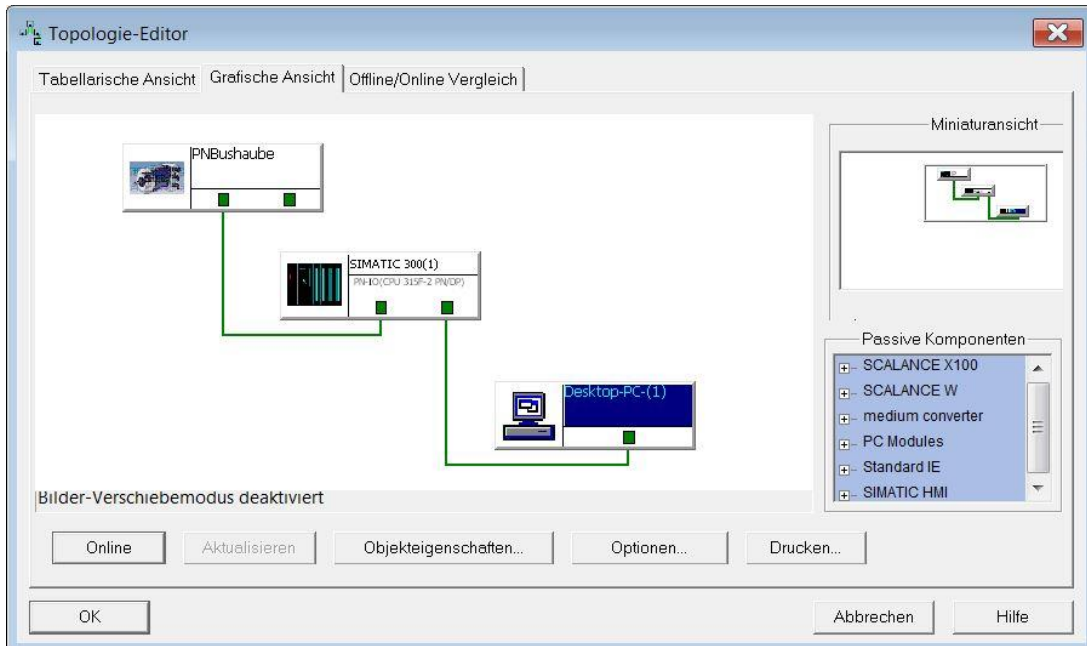 Topologie-Editor
Tabellarische Ansicht
Grafische Ansicht
Offline/Online Vergleich
PNBushaube
SIMATIC 300(1)
PN-IO(CPU 315F-2 PN/DP)
Desktop-PC-(1)
Bilder-Verschiebemodus deaktiviert
Miniaturansicht
Passive Komponenten
SCALANCE X100
SCALANCE W
medium converter
PC Modules
Standard IE
SIMATIC HMI
Online
Aktualisieren
Objekteigenschaften...
Optionen...
Drucken...
OK
Abbrechen
Hilfe